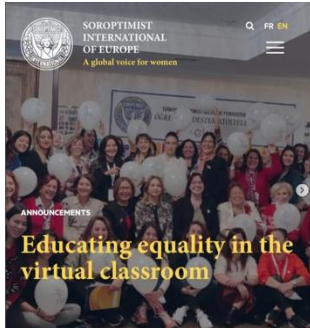 SOROPTIMIST
INTERNATIONAL
OF EUROPE
A global voice for women
FR EN
ANNOUNCEMENTS
Educating equality in the
virtual classroom